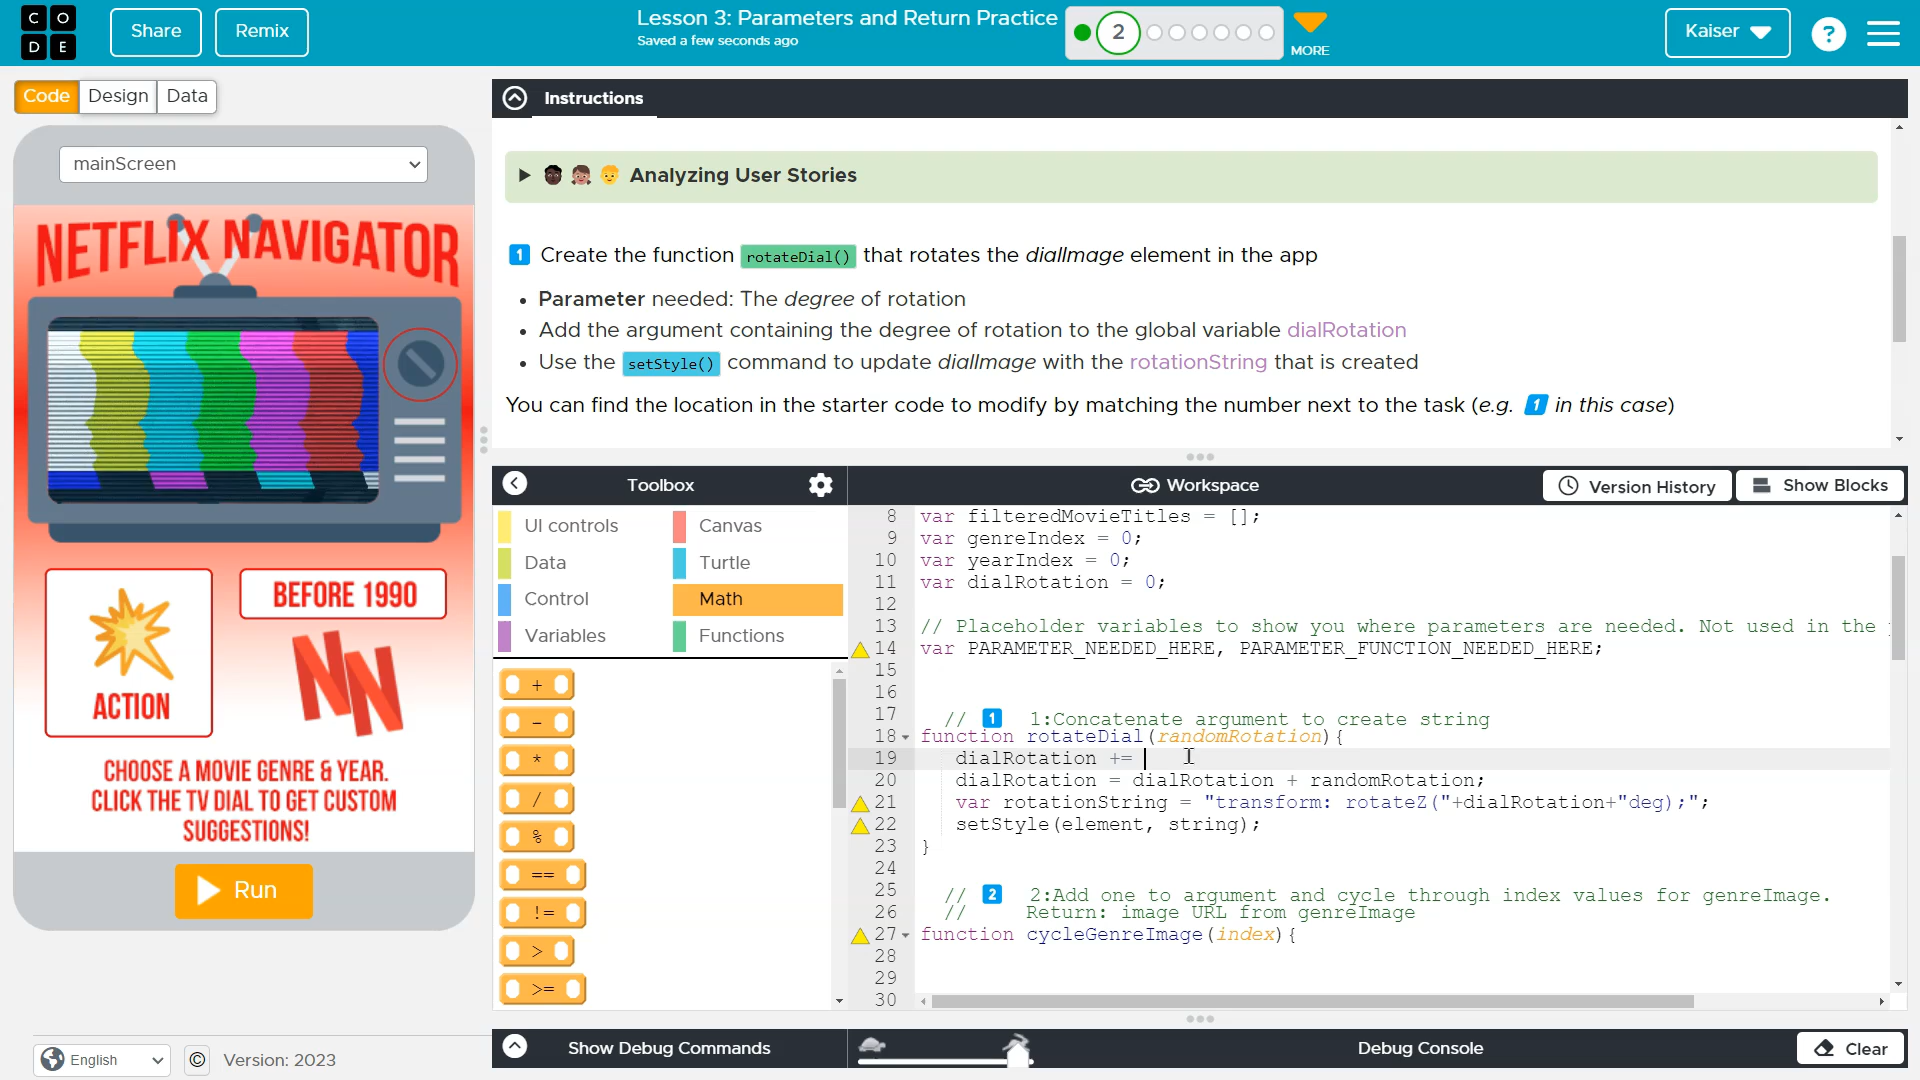 C O
D E
Share
Remix
Lesson 3: Parameters and Return Practice
Saved a few seconds ago
2
MORE
Kaiser
?
Code
Design
Data
mainScreen
NETFLIX NAVIGATOR
ACTION
BEFORE 1990
NN
CHOOSE A MOVIE GENRE & YEAR.
CLICK THE TV DIAL TO GET CUSTOM
SUGGESTIONS!
Run
English
©
Version: 2023
Instructions
Analyzing User Stories
1 Create the function rotateDial() that rotates the dialImage element in the app
• Parameter needed: The degree of rotation
• Add the argument containing the degree of rotation to the global variable dialRotation
• Use the setStyle() command to update dialImage with the rotationString that is created
You can find the location in the starter code to modify by matching the number next to the task (e.g. 1 in this case)
Toolbox
Workspace
Version History
Show Blocks
UI controls
Canvas
Data
Turtle
Control
Math
Variables
Functions
+
-
*
/
%
==
!=
>
>=
8 var filteredMovieTitles = [];
9 var genreIndex = 0;
10 var yearIndex = 0;
11 var dialRotation = 0;
12
13 // Placeholder variables to show you where parameters are needed. Not used in the
14 var PARAMETER_NEEDED_HERE, PARAMETER_FUNCTION_NEEDED_HERE;
15
16
17 // 1 1:Concatenate argument to create string
18 function rotateDial(randomRotation){
19 dialRotation +=
20 dialRotation = dialRotation + randomRotation;
21 var rotationString = "transform: rotateZ("+dialRotation+"deg);";
22 setStyle(element, string);
23 }
24
25 // 2 2:Add one to argument and cycle through index values for genreImage.
26 // Return: image URL from genreImage
27 function cycleGenreImage(index){
28
29
30
Show Debug Commands
Debug Console
Clear